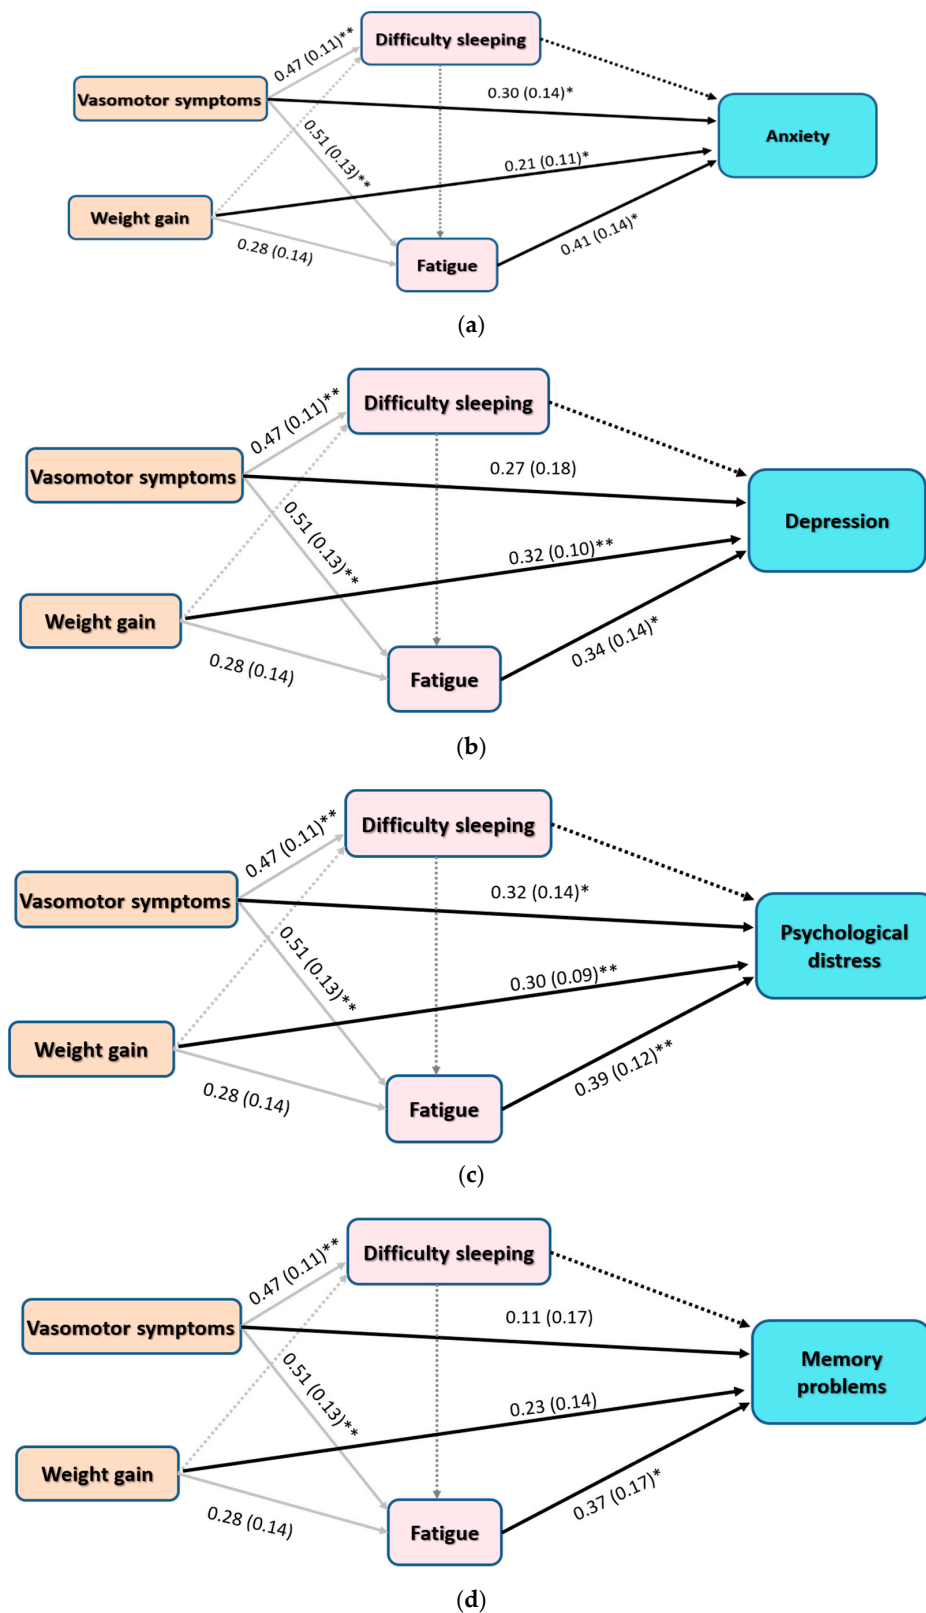 Difficulty sleeping
0.47 (0.11)**
Vasomotor symptoms
0.30 (0.14)*
Anxiety
0.51 (0.13)**
0.21 (0.11)*
Weight gain
0.28 (0.14)
0.41 (0.14)*
Fatigue
(a)
Difficulty sleeping
0.47 (0.11)**
Vasomotor symptoms
0.27 (0.18)
Depression
0.51 (0.13)**
0.32 (0.10)**
Weight gain
0.28 (0.14)
0.34 (0.14)*
Fatigue
(b)
Difficulty sleeping
0.47 (0.11)**
Vasomotor symptoms
0.32 (0.14)*
Psychological
distress
0.51 (0.13)**
0.30 (0.09)**
Weight gain
0.28 (0.14)
0.39 (0.12)**
Fatigue
(c)
Difficulty sleeping
0.47 (0.11)**
Vasomotor symptoms
0.11 (0.17)
Memory
problems
0.51 (0.13)**
0.23 (0.14)
Weight gain
0.28 (0.14)
0.37 (0.17)*
Fatigue
(d)